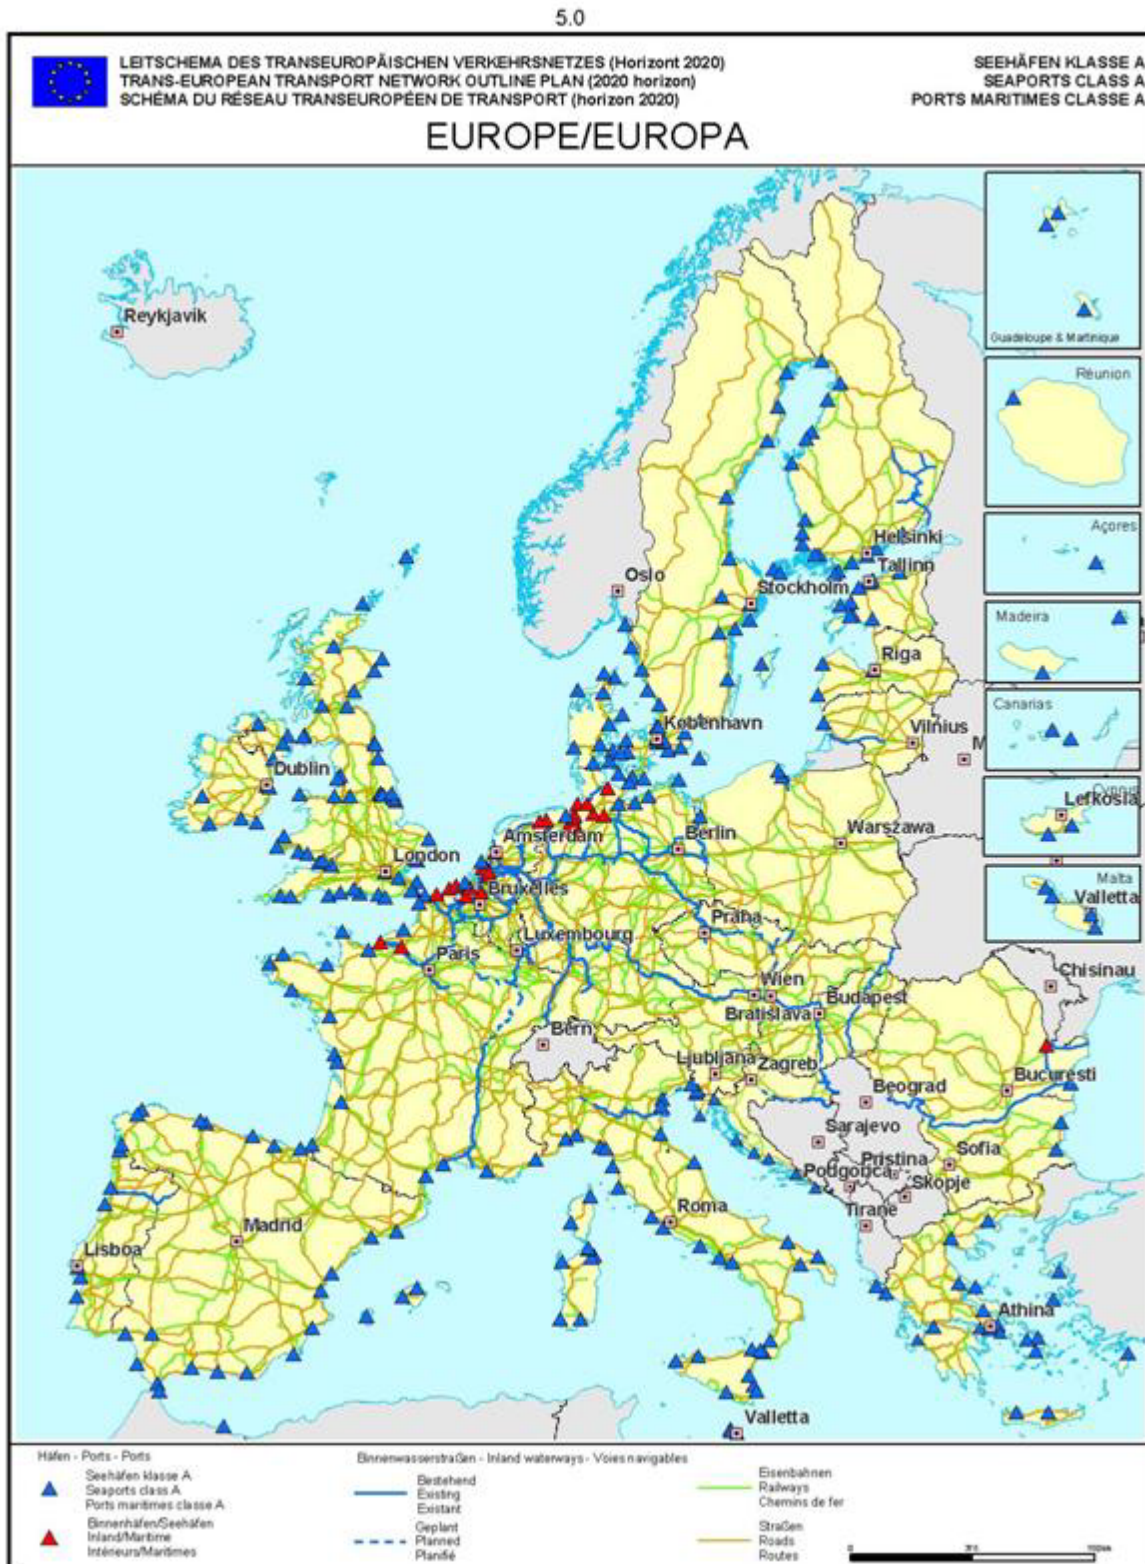 5.0
LEITSCHEMA DES TRANSEUROPÄISCHEN VERKEHRSNETZES (Horizont 2020)
TRANS-EUROPEAN TRANSPORT NETWORK OUTLINE PLAN (2020 horizon)
SCHÉMA DU RÉSEAU TRANSEUROPÉEN DE TRANSPORT (horizon 2020)
SEEHÄFEN KLASSE A
SEAPORTS CLASS A
PORTS MARITIMES CLASSE A
EUROPE/EUROPA
Reykjavik
Guadeloupe & Martinique
Réunion
Açores
Madeira
Canarias
Cyprus
Lefkosia
Malta
Valletta
Helsinki
Tallinn
Oslo
Stockholm
Riga
København
Vilnius
M
Dublin
Amsterdam
Berlin
Warszawa
London
Bruxelles
Praha
Luxembourg
Paris
Wien
Chisinau
Budapest
Bratislava
Bern
Ljubljana
Zagreb
Bucuresti
Beograd
Sarajevo
Pristina
Sofia
Podgorica
Skopje
Roma
Tirane
Madrid
Lisboa
Athina
Valletta
Häfen - Ports - Ports
Seehäfen klasse A
Seaports class A
Ports maritimes classe A
Binnenhäfen/Seehäfen
Inland/Maritime
Intérieurs/Maritimes
Binnenwasserstraßen - Inland waterways - Voies navigables
Bestehend
Existing
Existant
Geplant
Planned
Planifié
Eisenbahnen
Railways
Chemins de fer
Straßen
Roads
Routes
0